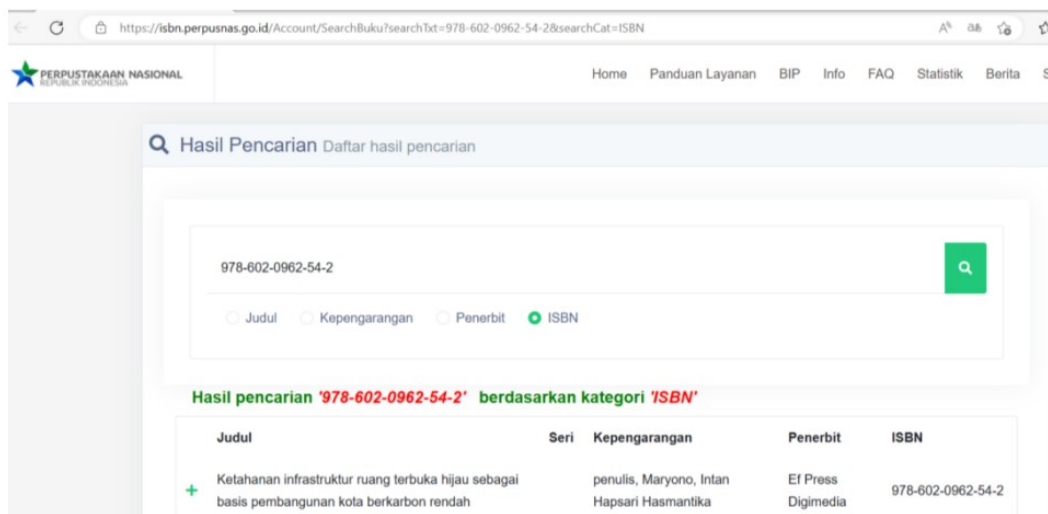 https://isbn.perpusnas.go.id/Account/SearchBuku?searchTxt=978-602-0962-54-2&searchCat=ISBN
PERPUSTAKAAN NASIONAL
REPUBLIK INDONESIA
Home Panduan Layanan BIP Info FAQ Statistik Berita S
Hasil Pencarian Daftar hasil pencarian
978-602-0962-54-2
Judul Kepengarangan Penerbit ISBN
Hasil pencarian '978-602-0962-54-2' berdasarkan kategori 'ISBN'
Judul Seri Kepengarangan Penerbit ISBN
Ketahanan infrastruktur ruang terbuka hijau sebagai penulis, Maryono, Intan Ef Press
+ 978-602-0962-54-2
basis pembangunan kota berkarbon rendah Hapsari Hasmantika Digimedia